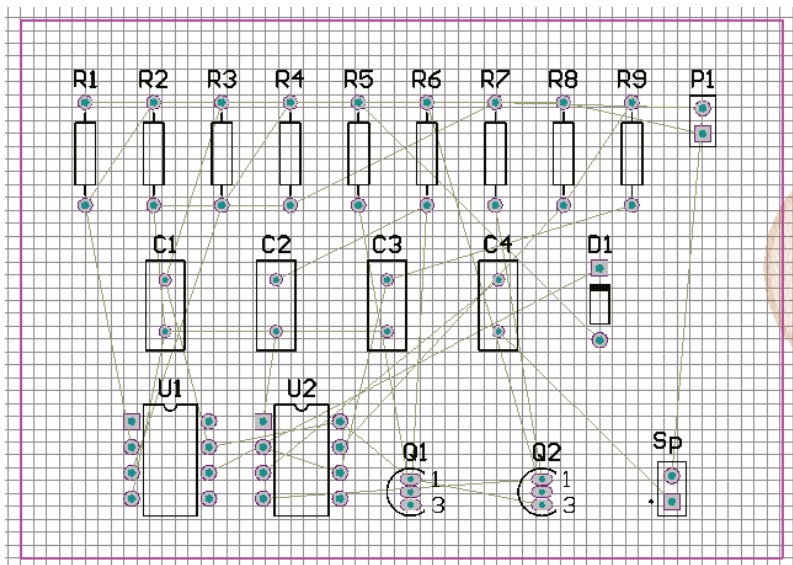 R1 R2 R3 R4 R5 R6 R7 R8 R9 P1
C1 C2 C3 C4 D1
U1 U2
Q1 Q2 Sp
1 1
3 3